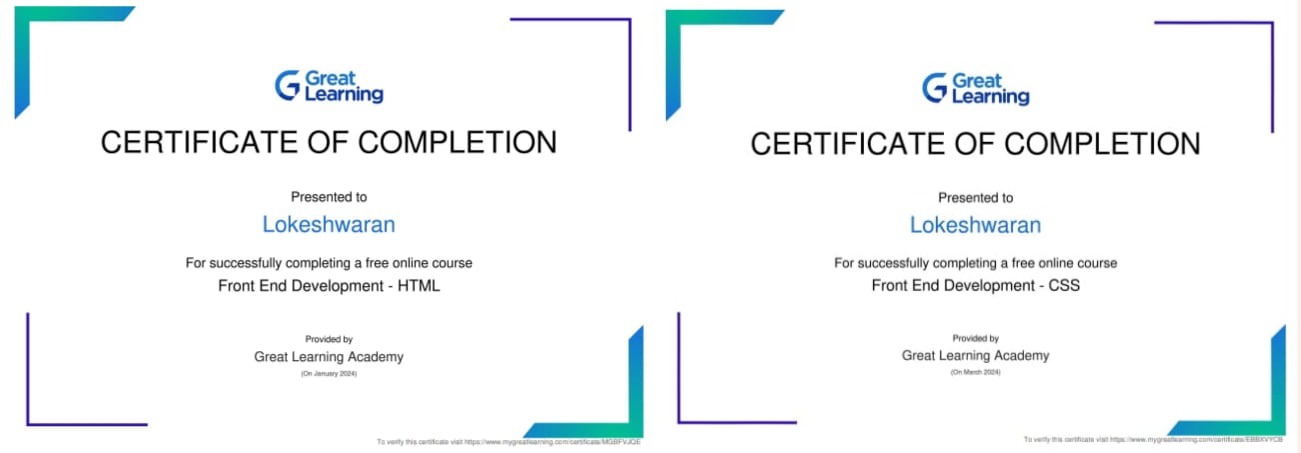 Great
Learning
CERTIFICATE OF COMPLETION
Presented to
Lokeshwaran
For successfully completing a free online course
Front End Development - HTML
Provided by
Great Learning Academy
(On January 2024)
To verify this certificate visit https://www.mygreatlearning.com/certificate/MGBFVJQE
Great
Learning
CERTIFICATE OF COMPLETION
Presented to
Lokeshwaran
For successfully completing a free online course
Front End Development - CSS
Provided by
Great Learning Academy
(On March 2024)
To verify this certificate visit https://www.mygreatlearning.com/certificate/EBBXVYCB